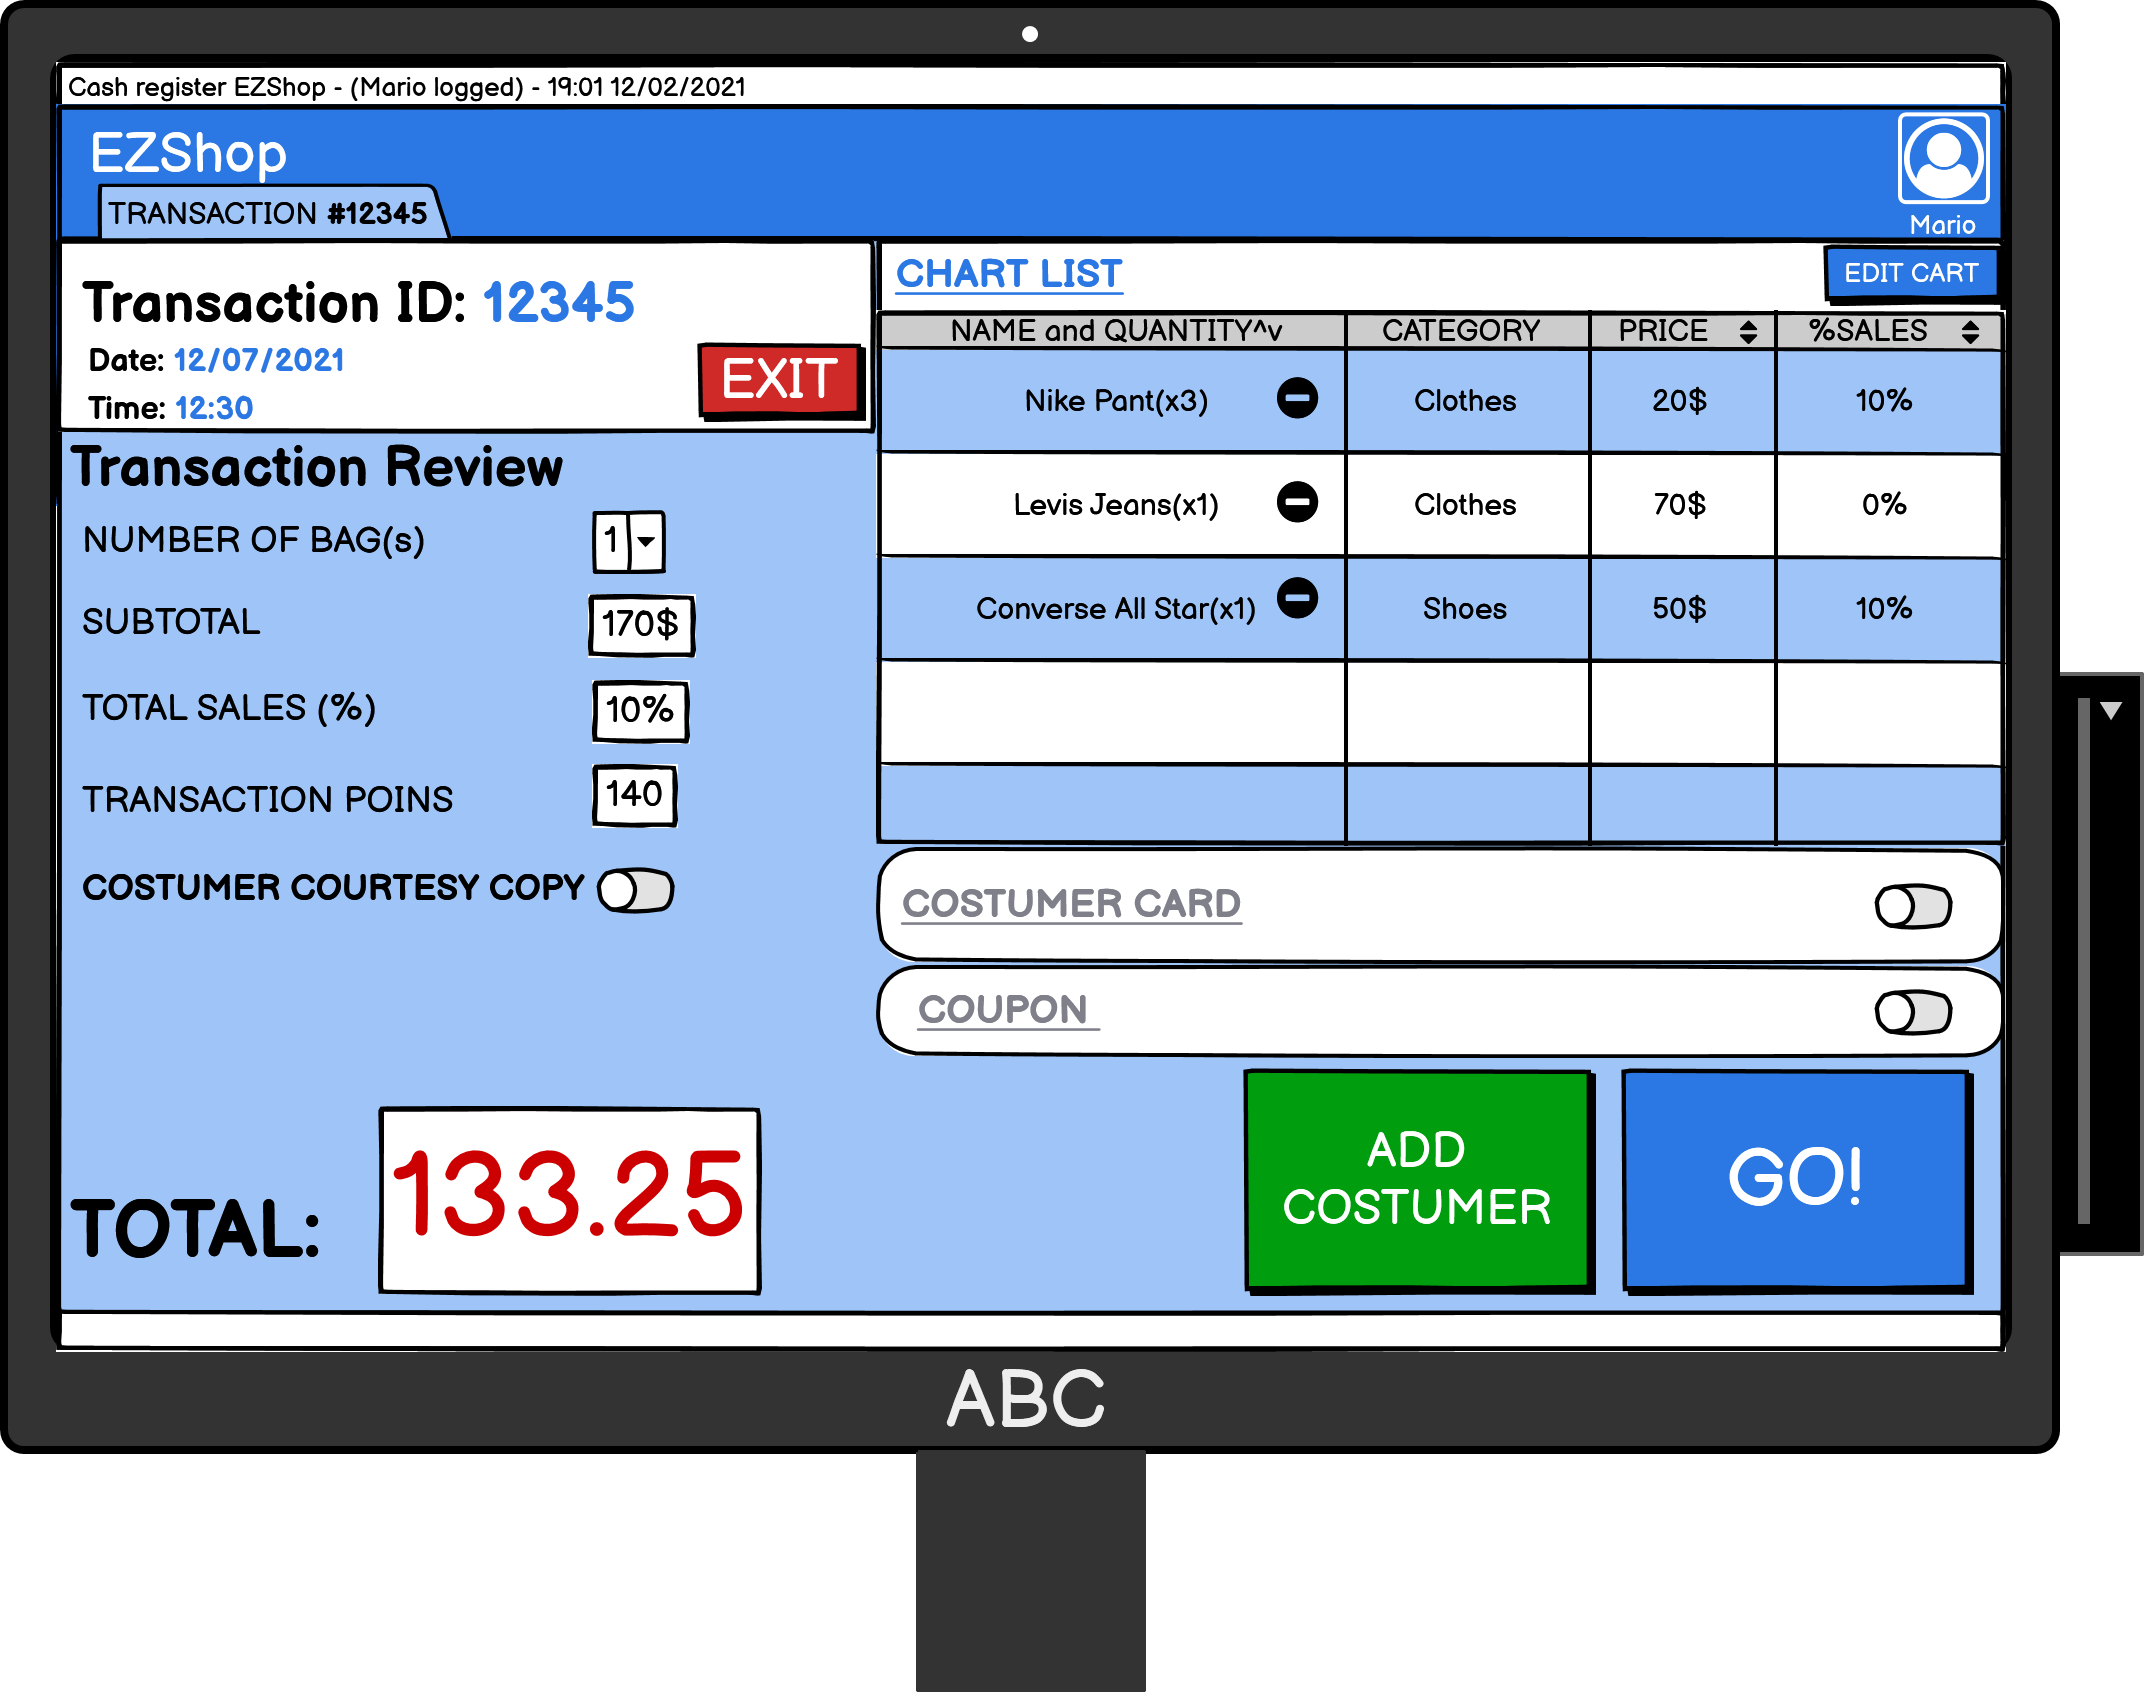 Cash register EZShop - (Mario logged) - 19:01 12/02/2021
EZShop
Mario
TRANSACTION #12345
Transaction ID: 12345
Date: 12/07/2021
Time: 12:30
EXIT
Transaction Review
NUMBER OF BAG(s) 1
SUBTOTAL 170$
TOTAL SALES (%) 10%
TRANSACTION POINS 140
COSTUMER COURTESY COPY
TOTAL: 133.25
CHART LIST
EDIT CART
NAME and QUANTITY^v CATEGORY PRICE %SALES
Nike Pant(x3) Clothes 20$ 10%
Levis Jeans(x1) Clothes 70$ 0%
Converse All Star(x1) Shoes 50$ 10%
COSTUMER CARD
COUPON
ADD
COSTUMER
GO!
ABC